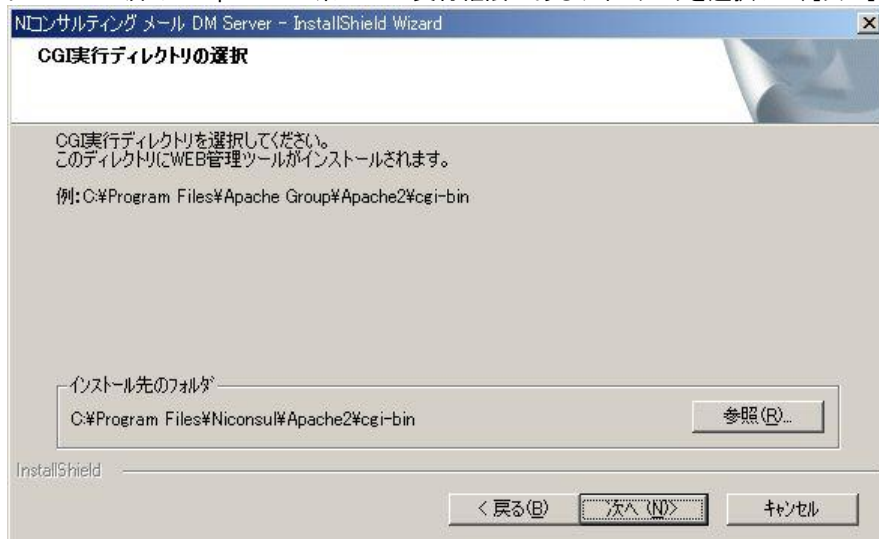 NIコンサルティング メール DM Server - InstallShield Wizard
CGI実行ディレクトリの選択
CGI実行ディレクトリを選択してください。
このディレクトリにWEB管理ツールがインストールされます。
例:C:¥Program Files¥Apache Group¥Apache2¥cgi-bin
インストール先のフォルダ
C:¥Program Files¥Niconsul¥Apache2¥cgi-bin
参照(R)...
InstallShield
< 戻る(B)
次へ (N)>
キャンセル